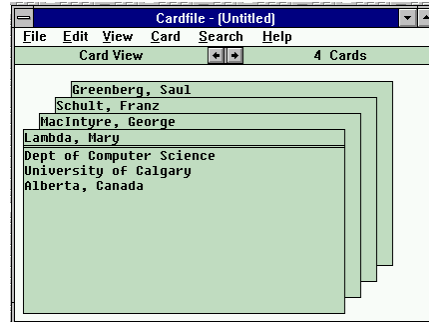 Cardfile - [Untitled]
File Edit View Card Search Help
Card View 4 Cards
Greenberg, Saul
Schult, Franz
MacIntyre, George
Lambda, Mary
Dept of Computer Science
University of Calgary
Alberta, Canada